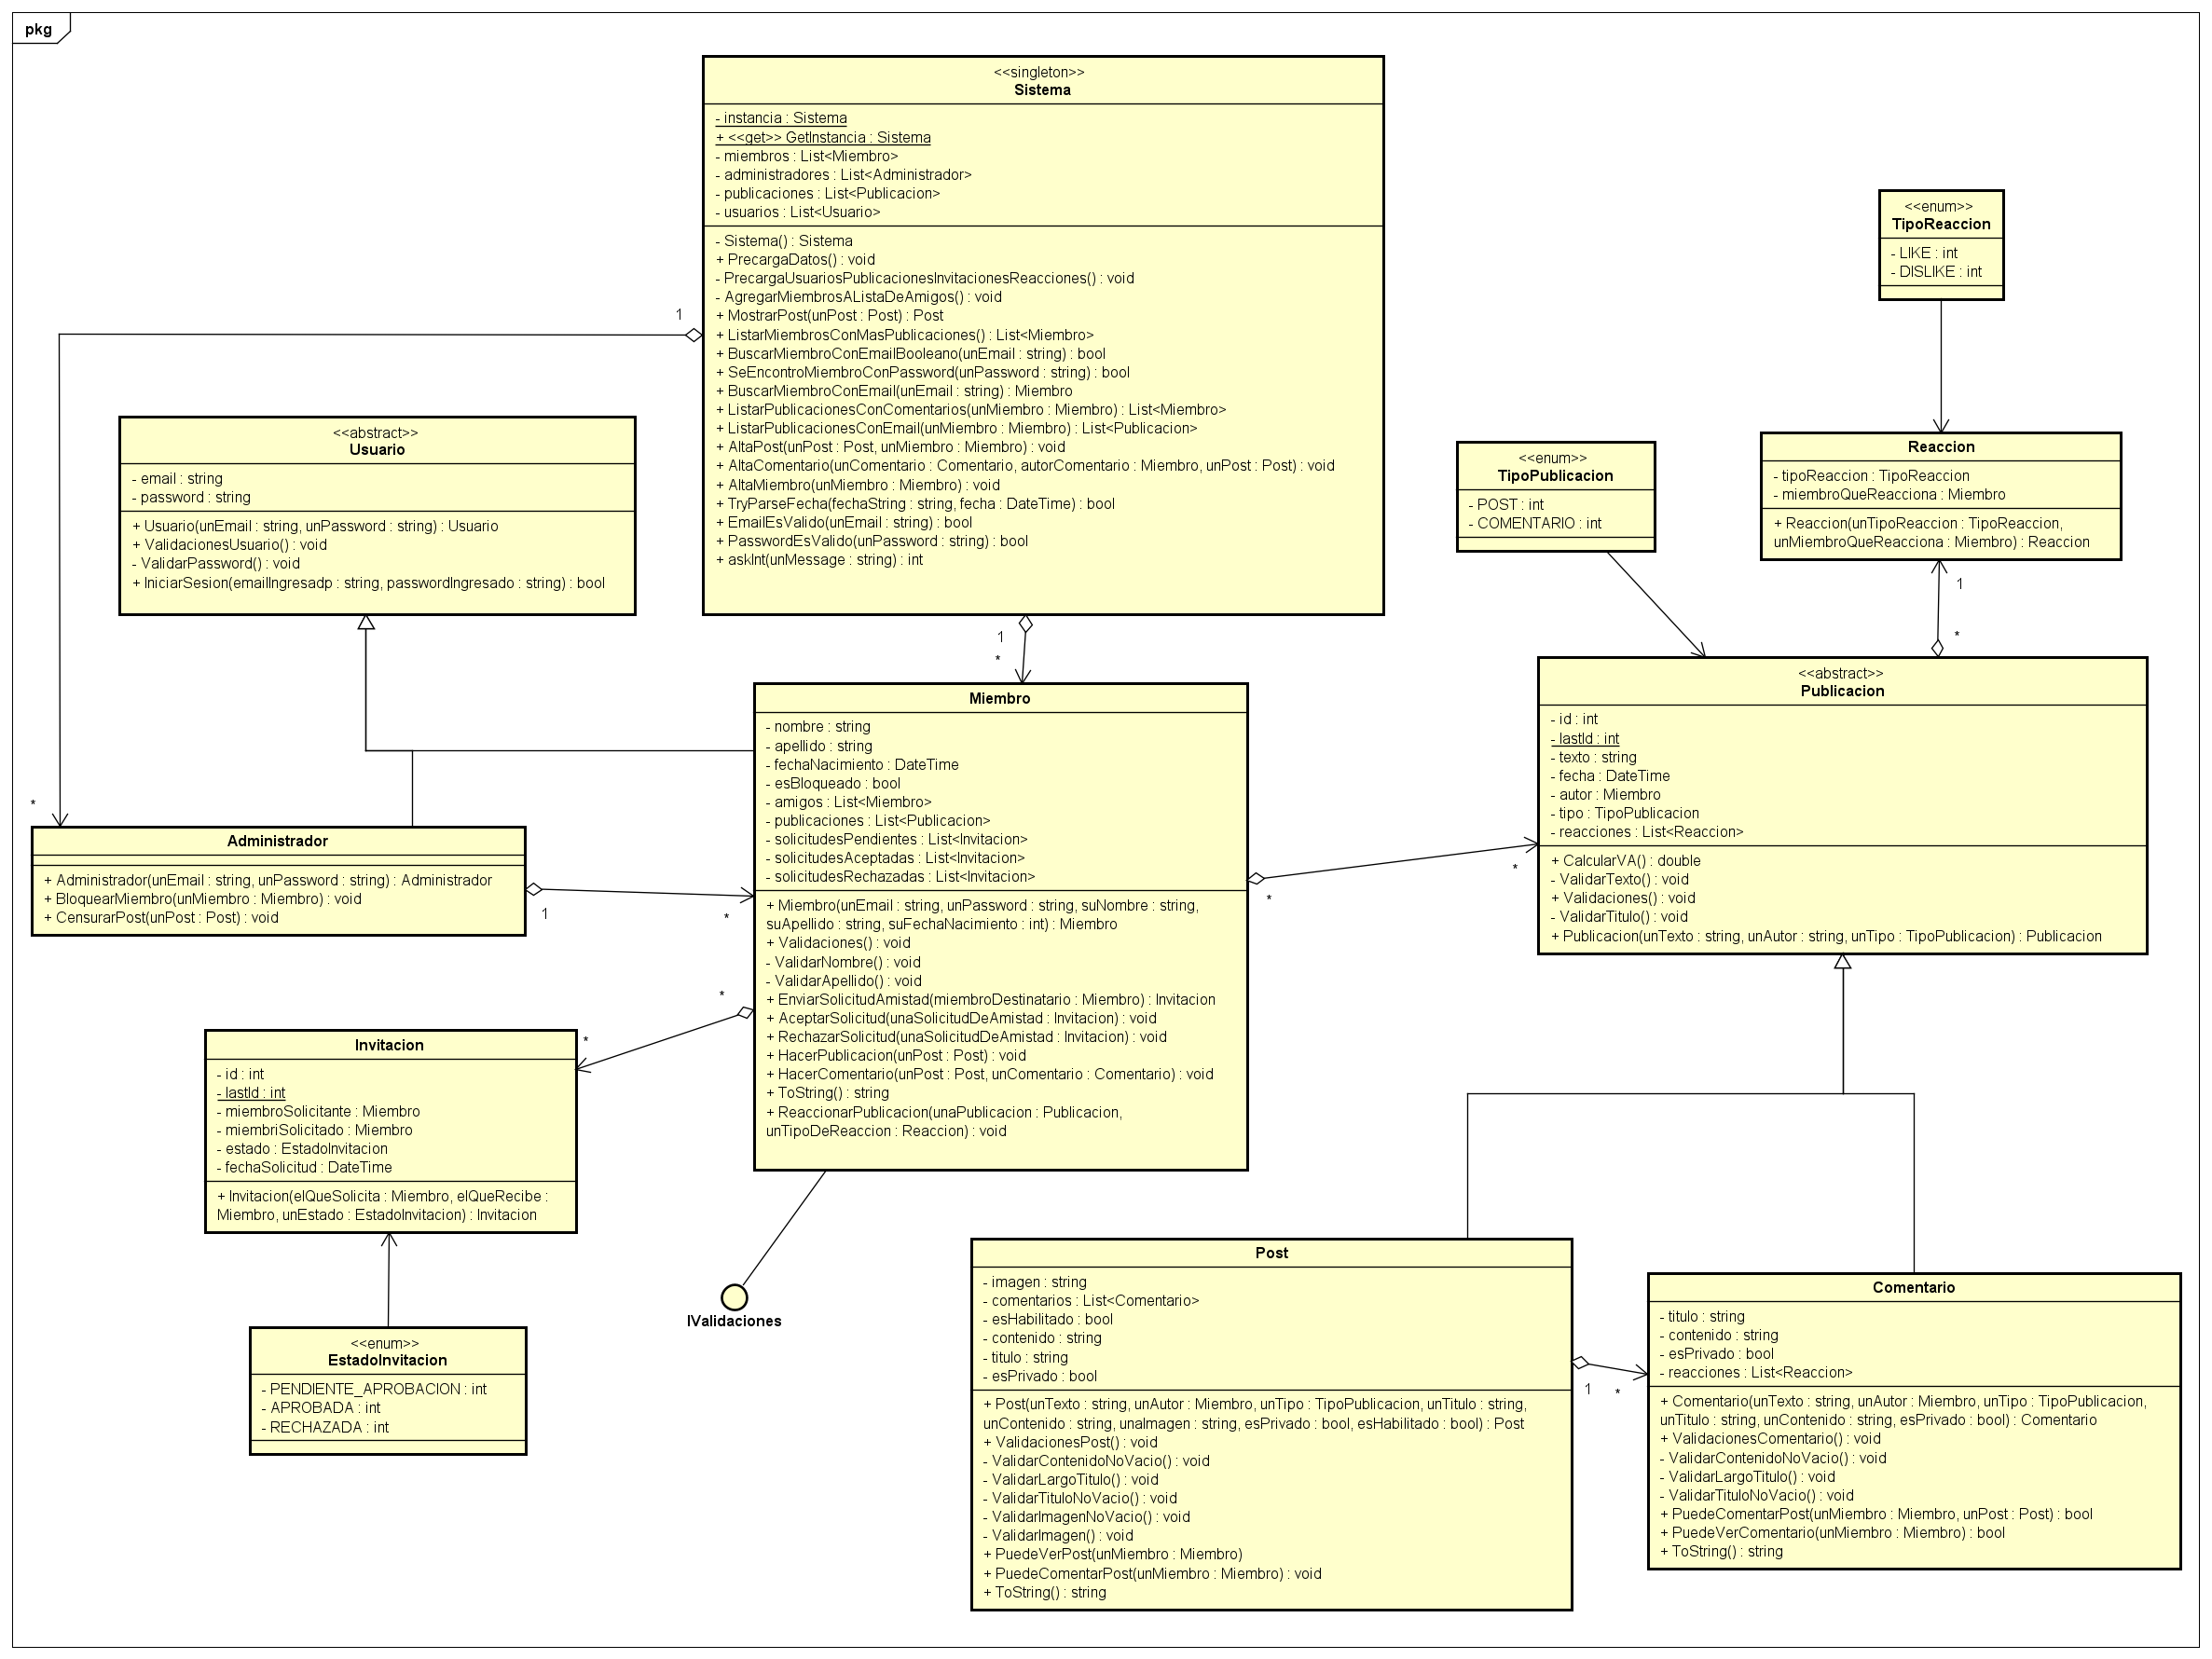 pkg
<<singleton>>
Sistema
- instancia : Sistema
+ <<get>> GetInstancia : Sistema
- miembros : List<Miembro>
- administradores : List<Administrador>
- publicaciones : List<Publicacion>
- usuarios : List<Usuario>
- Sistema() : Sistema
+ PrecargaDatos() : void
- PrecargaUsuariosPublicacionesInvitacionesReacciones() : void
- AgregarMiembrosAListaDeAmigos() : void
+ MostrarPost(unPost : Post) : Post
+ ListarMiembrosConMasPublicaciones() : List<Miembro>
+ BuscarMiembroConEmailBooleano(unEmail : string) : bool
+ SeEncontroMiembroConPassword(unPassword : string) : bool
+ BuscarMiembroConEmail(unEmail : string) : Miembro
+ ListarPublicacionesConComentarios(unMiembro : Miembro) : List<Miembro>
+ ListarPublicacionesConEmail(unMiembro : Miembro) : List<Publicacion>
+ AltaPost(unPost : Post, unMiembro : Miembro) : void
+ AltaComentario(unComentario : Comentario, autorComentario : Miembro, unPost : Post) : void
+ AltaMiembro(unMiembro : Miembro) : void
+ TryParseFecha(fechaString : string, fecha : DateTime) : bool
+ EmailEsValido(unEmail : string) : bool
+ PasswordEsValido(unPassword : string) : bool
+ askInt(unMessage : string) : int
<<enum>>
TipoReaccion
- LIKE : int
- DISLIKE : int
1
<<abstract>>
Usuario
- email : string
- password : string
+ Usuario(unEmail : string, unPassword : string) : Usuario
+ ValidacionesUsuario() : void
- ValidarPassword() : void
+ IniciarSesion(emailIngresadp : string, passwordIngresado : string) : bool
<<enum>>
TipoPublicacion
- POST : int
- COMENTARIO : int
Reaccion
- tipoReaccion : TipoReaccion
- miembroQueReacciona : Miembro
+ Reaccion(unTipoReaccion : TipoReaccion,
unMiembroQueReacciona : Miembro) : Reaccion
1
*
1
*
Miembro
- nombre : string
- apellido : string
- fechaNacimiento : DateTime
- esBloqueado : bool
- amigos : List<Miembro>
- publicaciones : List<Publicacion>
- solicitudesPendientes : List<Invitacion>
- solicitudesAceptadas : List<Invitacion>
- solicitudesRechazadas : List<Invitacion>
+ Miembro(unEmail : string, unPassword : string, suNombre : string,
suApellido : string, suFechaNacimiento : int) : Miembro
+ Validaciones() : void
- ValidarNombre() : void
- ValidarApellido() : void
+ EnviarSolicitudAmistad(miembroDestinatario : Miembro) : Invitacion
+ AceptarSolicitud(unaSolicitudDeAmistad : Invitacion) : void
+ RechazarSolicitud(unaSolicitudDeAmistad : Invitacion) : void
+ HacerPublicacion(unPost : Post) : void
+ HacerComentario(unPost : Post, unComentario : Comentario) : void
+ ToString() : string
+ ReaccionarPublicacion(unaPublicacion : Publicacion,
unTipoDeReaccion : Reaccion) : void
<<abstract>>
Publicacion
- id : int
- lastId : int
- texto : string
- fecha : DateTime
- autor : Miembro
- tipo : TipoPublicacion
- reacciones : List<Reaccion>
+ CalcularVA() : double
- ValidarTexto() : void
+ Validaciones() : void
- ValidarTitulo() : void
+ Publicacion(unTexto : string, unAutor : string, unTipo : TipoPublicacion) : Publicacion
*
Administrador
+ Administrador(unEmail : string, unPassword : string) : Administrador
+ BloquearMiembro(unMiembro : Miembro) : void
+ CensurarPost(unPost : Post) : void
1
*
*
*
*
*
Invitacion
- id : int
- lastId : int
- miembroSolicitante : Miembro
- miembriSolicitado : Miembro
- estado : EstadoInvitacion
- fechaSolicitud : DateTime
+ Invitacion(elQueSolicita : Miembro, elQueRecibe :
Miembro, unEstado : EstadoInvitacion) : Invitacion
IValidaciones
<<enum>>
EstadoInvitacion
- PENDIENTE_APROBACION : int
- APROBADA : int
- RECHAZADA : int
Post
- imagen : string
- comentarios : List<Comentario>
- esHabilitado : bool
- contenido : string
- titulo : string
- esPrivado : bool
+ Post(unTexto : string, unAutor : Miembro, unTipo : TipoPublicacion, unTitulo : string,
unContenido : string, unaImagen : string, esPrivado : bool, esHabilitado : bool) : Post
+ ValidacionesPost() : void
- ValidarContenidoNoVacio() : void
- ValidarLargoTitulo() : void
- ValidarTituloNoVacio() : void
- ValidarImagenNoVacio() : void
- ValidarImagen() : void
+ PuedeVerPost(unMiembro : Miembro)
+ PuedeComentarPost(unMiembro : Miembro) : void
+ ToString() : string
1
*
Comentario
- titulo : string
- contenido : string
- esPrivado : bool
- reacciones : List<Reaccion>
+ Comentario(unTexto : string, unAutor : Miembro, unTipo : TipoPublicacion,
unTitulo : string, unContenido : string, esPrivado : bool) : Comentario
+ ValidacionesComentario() : void
- ValidarContenidoNoVacio() : void
- ValidarLargoTitulo() : void
- ValidarTituloNoVacio() : void
+ PuedeComentarPost(unMiembro : Miembro, unPost : Post) : bool
+ PuedeVerComentario(unMiembro : Miembro) : bool
+ ToString() : string